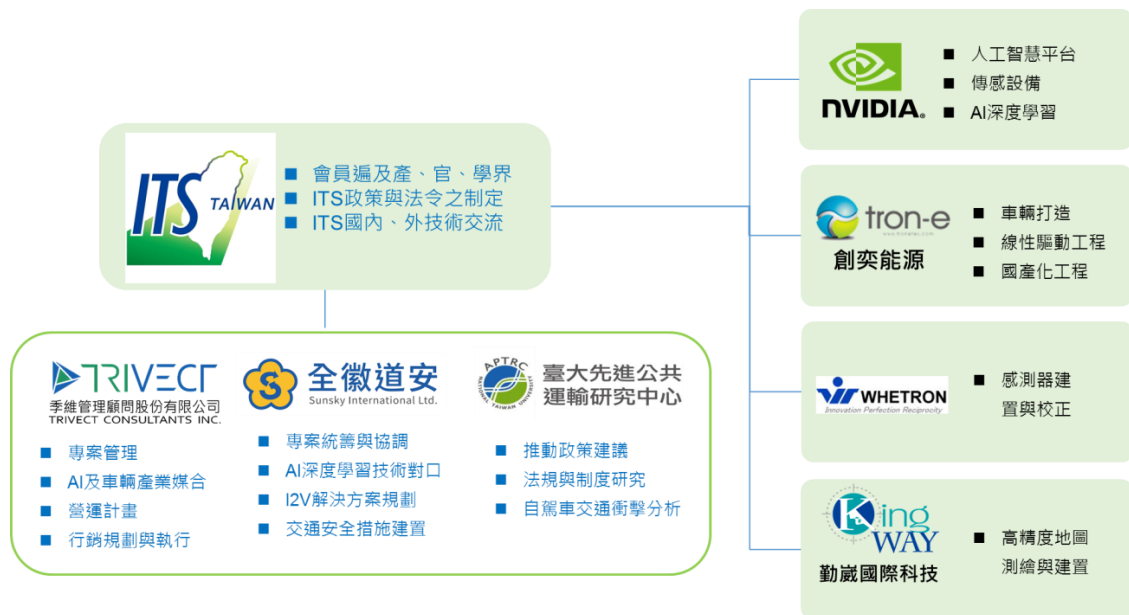 ITS TAIWAN
會員遍及產、官、學界
ITS政策與法令之制定
ITS國內、外技術交流
TRIVECT
季維管理顧問股份有限公司
TRIVECT CONSULTANTS INC.
專案管理
AI及車輛產業媒合
營運計畫
行銷規劃與執行
S
全徽道安
Sunsky International Ltd.
專案統籌與協調
AI深度學習技術對口
I2V解決方案規劃
交通安全措施建置
APTRC
NATIONAL TAIWAN UNIVERSITY
臺大先進公共
運輸研究中心
推動政策建議
法規與制度研究
自駕車交通衝擊分析
NVIDIA.
人工智慧平台
傳感設備
AI深度學習
tron-e
創奕能源
車輛打造
線性驅動工程
國產化工程
WHETRON
Innovation Perfection Reciprocity
感測器建
置與校正
King
WAY
勤崴國際科技
高精度地圖
測繪與建置